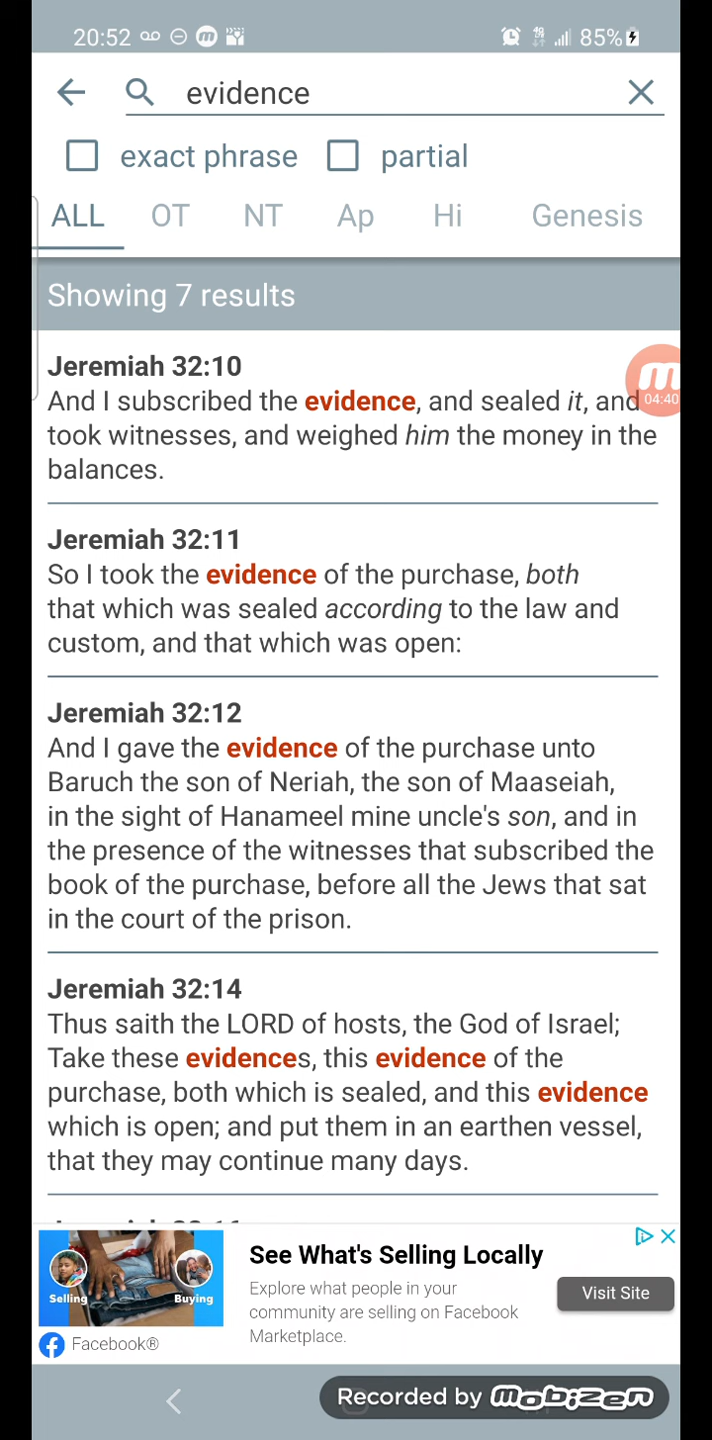 20:52
85%
evidence
exact phrase partial
ALL OT NT Ap Hi Genesis
Showing 7 results
Jeremiah 32:10
And I subscribed the evidence, and sealed it, and
took witnesses, and weighed him the money in the
balances.
04:40
Jeremiah 32:11
So I took the evidence of the purchase, both
that which was sealed according to the law and
custom, and that which was open:
Jeremiah 32:12
And I gave the evidence of the purchase unto
Baruch the son of Neriah, the son of Maaseiah,
in the sight of Hanameel mine uncle's son, and in
the presence of the witnesses that subscribed the
book of the purchase, before all the Jews that sat
in the court of the prison.
Jeremiah 32:14
Thus saith the LORD of hosts, the God of Israel;
Take these evidences, this evidence of the
purchase, both which is sealed, and this evidence
which is open; and put them in an earthen vessel,
that they may continue many days.
See What's Selling Locally
Explore what people in your
community are selling on Facebook
Marketplace.
Visit Site
Selling Buying
Facebook®
Recorded by mobizen